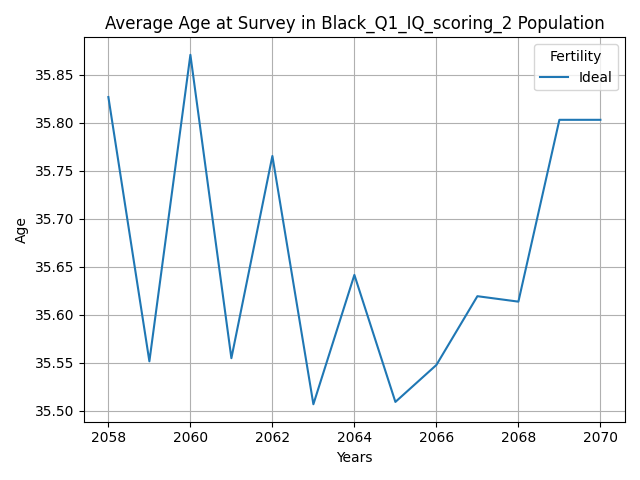 Average Age at Survey in Black_Q1_IQ_scoring_2 Population
Fertility
Ideal
35.85
35.80
35.75
35.70
35.65
35.60
35.55
35.50
Age
2058 2060 2062 2064 2066 2068 2070
Years